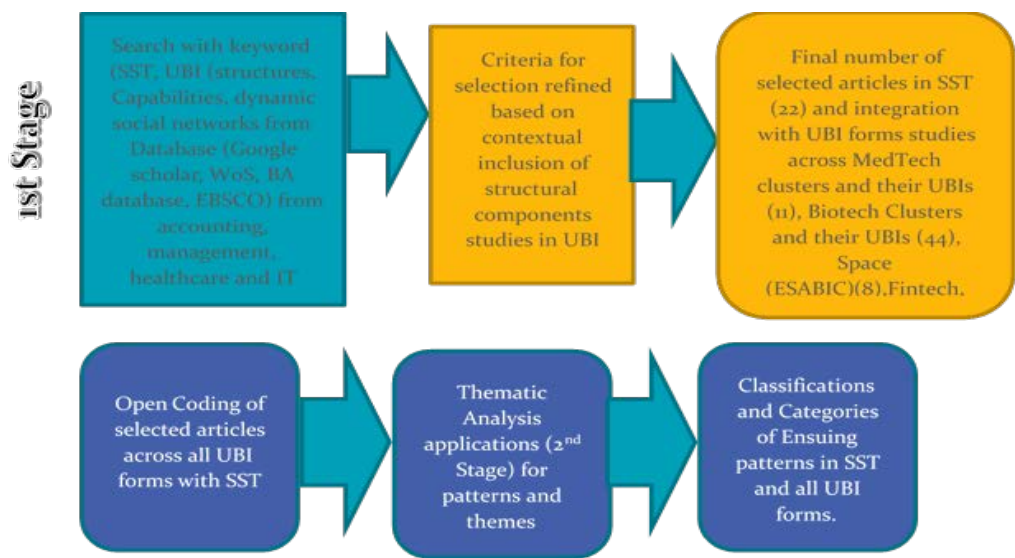 1st Stage
Search with keyword
(SST, UBI (structures,
Capabilities, dynamic
social networks from
Database (Google
scholar, WoS, BA
database, EBSCO) from
accounting,
management,
healthcare and IT
Criteria for
selection refined
based on
contextual
inclusion of
structural
components
studies in UBI
Final number of
selected articles in SST
(22) and integration
with UBI forms studies
across MedTech
clusters and their UBIs
(11), Biotech Clusters
and their UBIs (44),
Space
(ESABIC)(8),Fintech,
Open Coding of
selected articles
across all UBI
forms with SST
Thematic
Analysis
applications (2nd
Stage) for
patterns and
themes
Classifications
and Categories
of Ensuing
patterns in SST
and all UBI
forms.